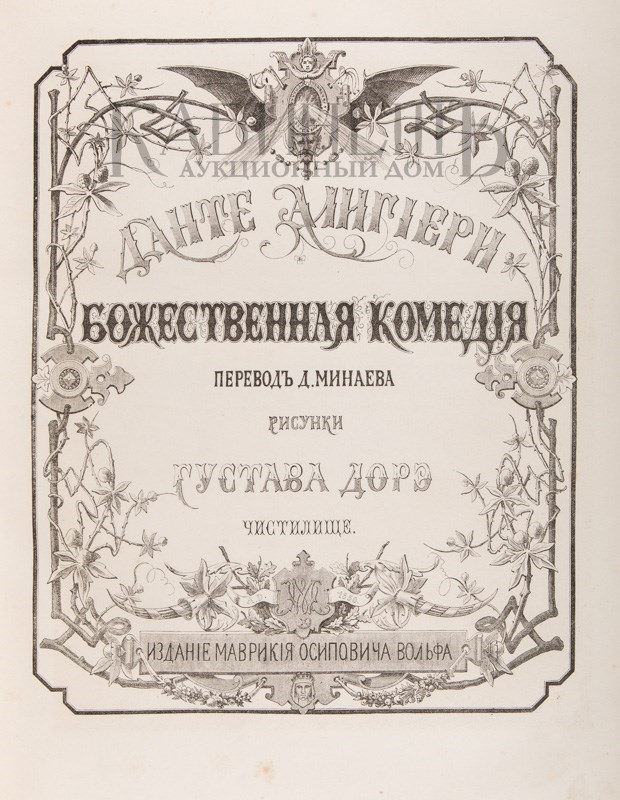 КАБИНЕТЪ
АУКЦИОННЫЙ ДОМ
ДАНТЕ АЛИГІЕРИ.
БОЖЕСТВЕННАЯ КОМЕДІЯ
ПЕРЕВОДЪ Д. МИНАЕВА
РИСУНКИ
ГУСТАВА ДОРЭ
ЧИСТИЛИЩЕ.
ИЗДАНІЕ МАВРИКІЯ ОСИПОВИЧА ВОЛЬФА